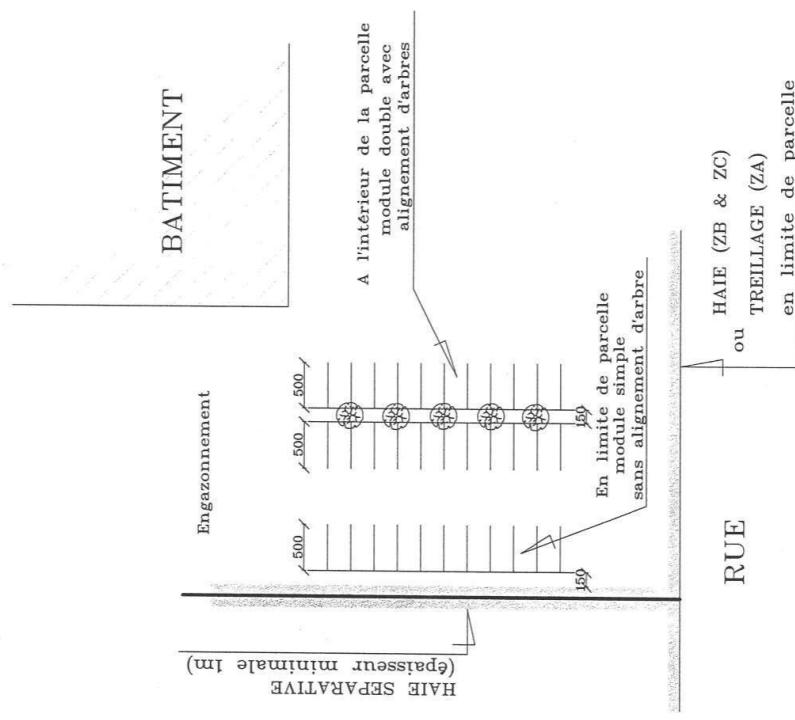 BATIMENT
Engazonnement
A l'intérieur de la parcelle
module double avec
alignement d'arbres
500
500
500
150
150
En limite de parcelle
module simple
sans alignement d'arbre
HAIE SEPARATIVE
(épaisseur minimale 1m)
RUE
HAIE (ZB & ZC)
ou
TREILLAGE (ZA)
en limite de parcelle